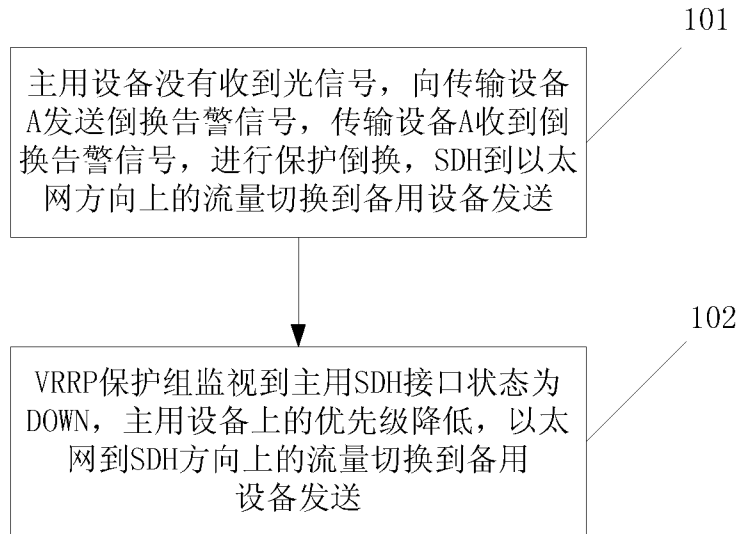 101
主用设备没有收到光信号，向传输设备
A发送倒换告警信号，传输设备A收到倒
换告警信号，进行保护倒换，SDH到以太
网方向上的流量切换到备用设备发送
102
VRRP保护组监视到主用SDH接口状态为
DOWN，主用设备上的优先级降低，以太
网到SDH方向上的流量切换到备用
设备发送